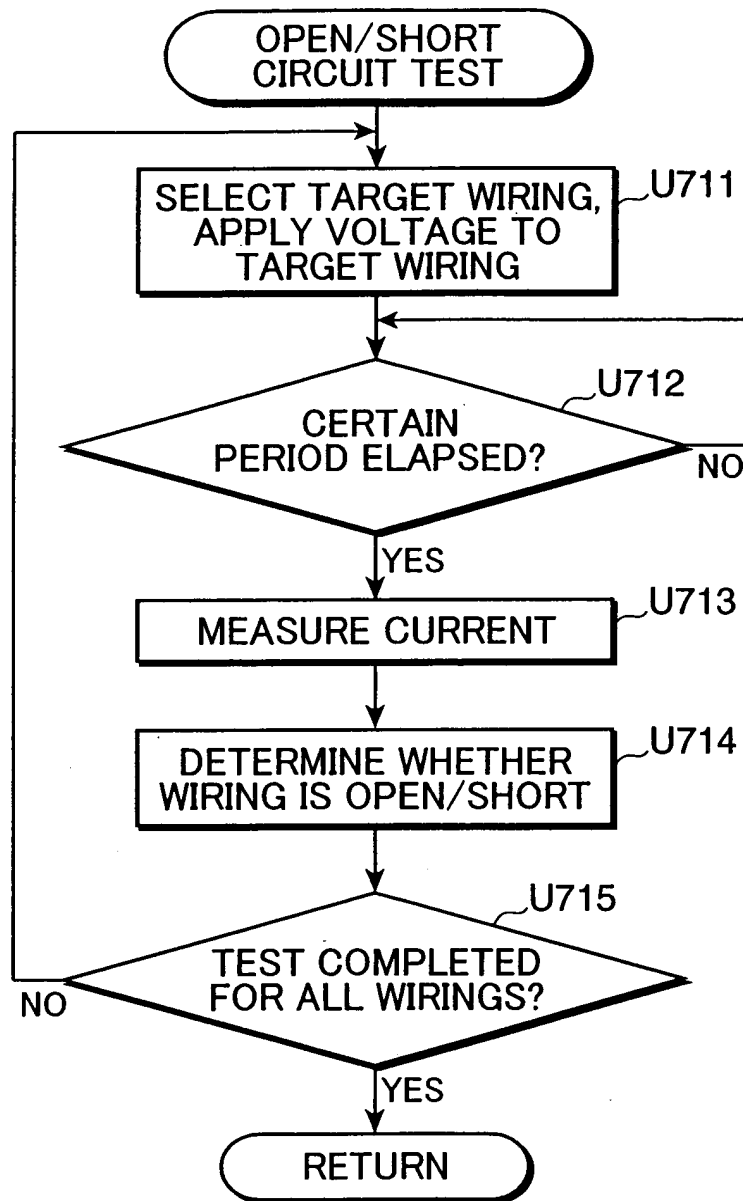 OPEN/SHORT
CIRCUIT TEST
U711
SELECT TARGET WIRING,
APPLY VOLTAGE TO
TARGET WIRING
U712
CERTAIN
PERIOD ELAPSED?
NO
YES
U713
MEASURE CURRENT
U714
DETERMINE WHETHER
WIRING IS OPEN/SHORT
U715
TEST COMPLETED
FOR ALL WIRINGS?
NO
YES
RETURN